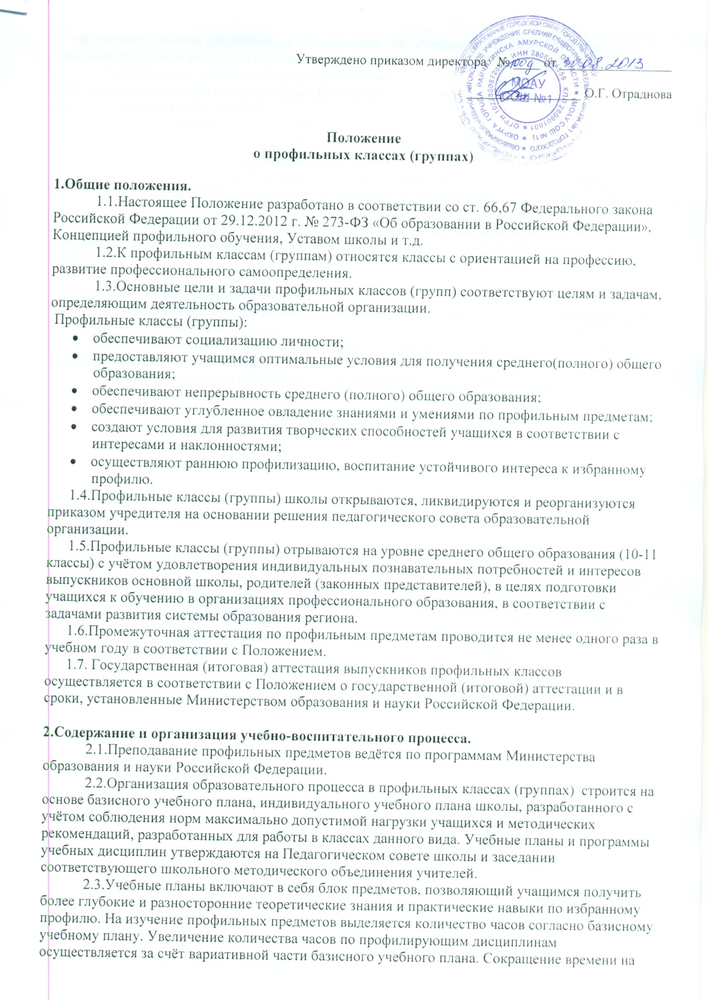 Утверждено приказом директора № 100д от 08.2013
О.Г. Отраднова
МОАУ
СОШ №1
Положение
о профильных классах (группах)
1.Общие положения.
1.1.Настоящее Положение разработано в соответствии со ст. 66,67 Федерального закона
Российской Федерации от 29.12.2012 г. № 273-ФЗ «Об образовании в Российской Федерации»,
Концепцией профильного обучения, Уставом школы и т.д.
1.2.К профильным классам (группам) относятся классы с ориентацией на профессию,
развитие профессионального самоопределения.
1.3.Основные цели и задачи профильных классов (групп) соответствуют целям и задачам,
определяющим деятельность образовательной организации.
Профильные классы (группы):
• обеспечивают социализацию личности;
• предоставляют учащимся оптимальные условия для получения среднего(полного) общего
образования;
• обеспечивают непрерывность среднего (полного) общего образования;
• обеспечивают углубленное овладение знаниями и умениями по профильным предметам;
• создают условия для развития творческих способностей учащихся в соответствии с
интересами и наклонностями;
• осуществляют раннюю профилизацию, воспитание устойчивого интереса к избранному
профилю.
1.4.Профильные классы (группы) школы открываются, ликвидируются и реорганизуются
приказом учредителя на основании решения педагогического совета образовательной
организации.
1.5.Профильные классы (группы) отрываются на уровне среднего общего образования (10-11
классы) с учётом удовлетворения индивидуальных познавательных потребностей и интересов
выпускников основной школы, родителей (законных представителей), в целях подготовки
учащихся к обучению в организациях профессионального образования, в соответствии с
задачами развития системы образования региона.
1.6.Промежуточная аттестация по профильным предметам проводится не менее одного раза в
учебном году в соответствии с Положением.
1.7. Государственная (итоговая) аттестация выпускников профильных классов
осуществляется в соответствии с Положением о государственной (итоговой) аттестации и в
сроки, установленные Министерством образования и науки Российской Федерации.
2.Содержание и организация учебно-воспитательного процесса.
2.1.Преподавание профильных предметов ведётся по программам Министерства
образования и науки Российской Федерации.
2.2.Организация образовательного процесса в профильных классах (группах) строится на
основе базисного учебного плана, индивидуального учебного плана школы, разработанного с
учётом соблюдения норм максимально допустимой нагрузки учащихся и методических
рекомендаций, разработанных для работы в классах данного вида. Учебные планы и программы
учебных дисциплин утверждаются на Педагогическом совете школы и заседании
соответствующего школьного методического объединения учителей.
2.3.Учебные планы включают в себя блок предметов, позволяющий учащимся получить
более глубокие и разносторонние теоретические знания и практические навыки по избранному
профилю. На изучение профильных предметов выделяется количество часов согласно базисному
учебному плану. Увеличение количества часов по профилирующим дисциплинам
осуществляется за счёт вариативной части базисного учебного плана. Сокращение времени на